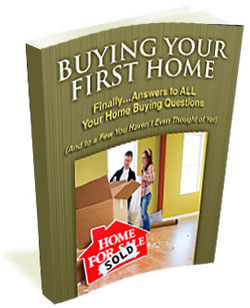 BUYING YOUR
FIRST HOME
Finally...Answers to ALL
Your Home Buying Questions
(And to a Few You Haven't Even Thought of Yet)
HOME
FOR SALE
SOLD